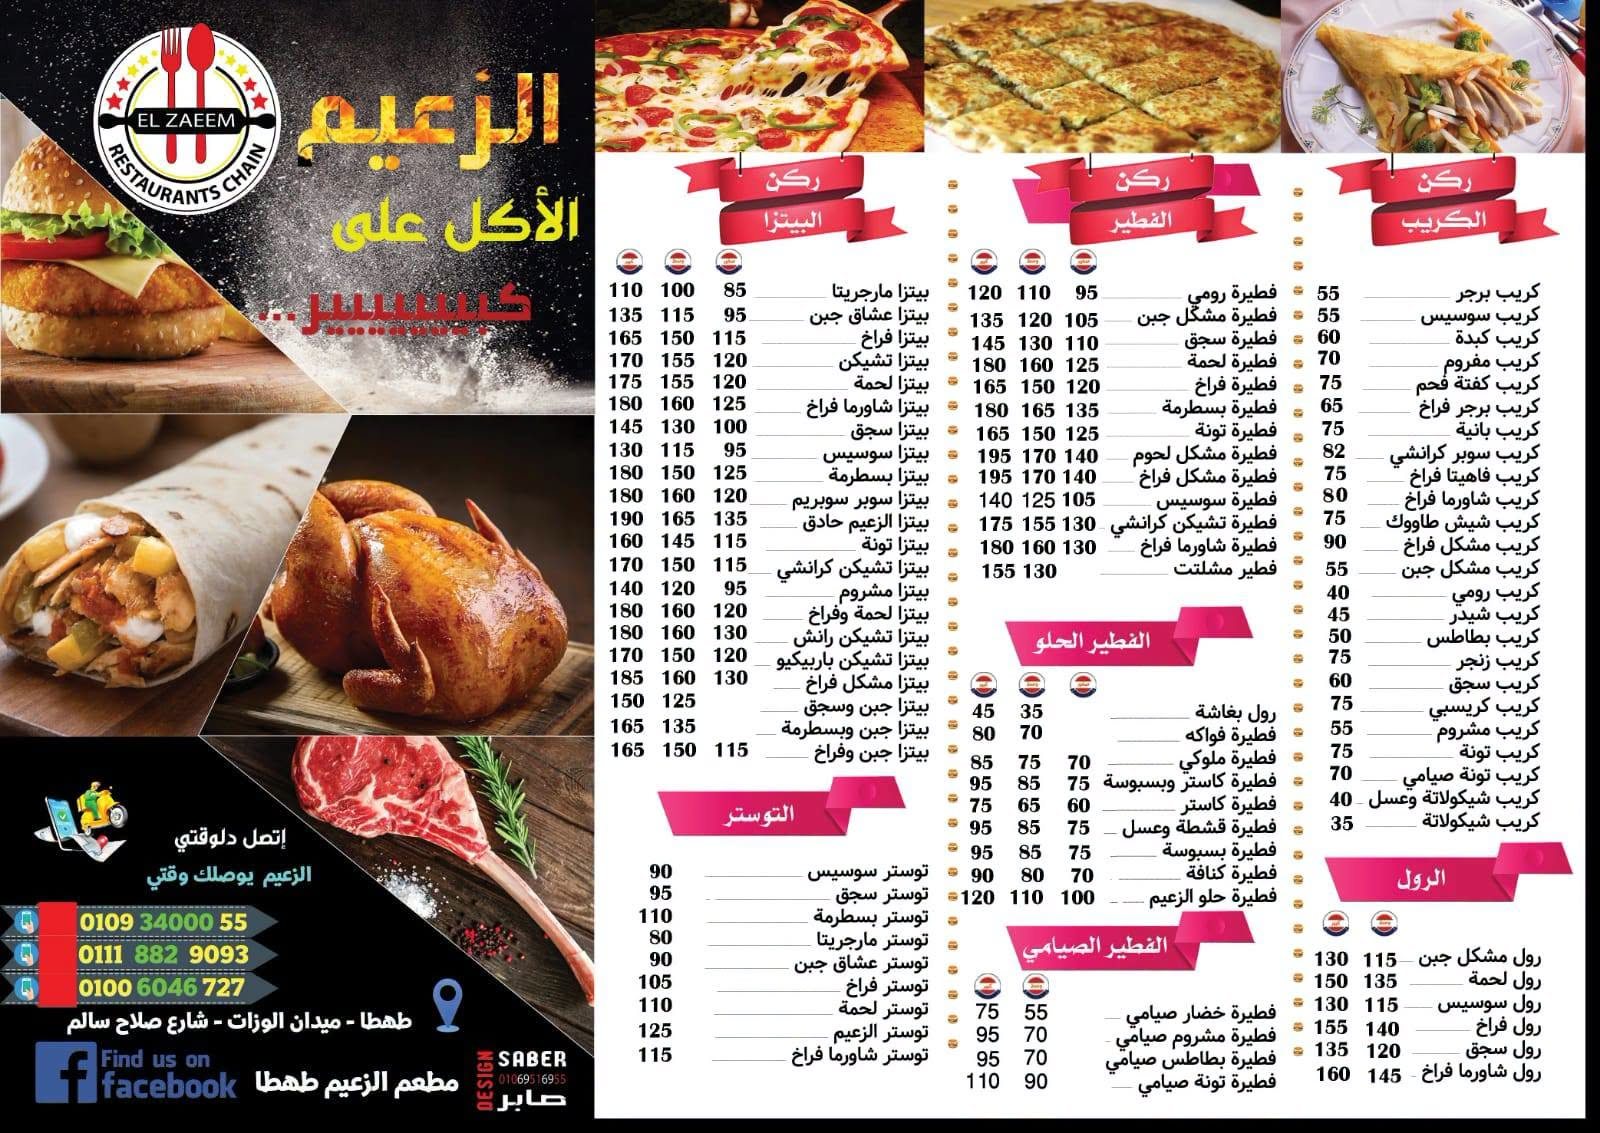 EL ZAEEM
RESTAURANTS CHAIN
الزعيم
الأكل على
كبييييييير...
إتصل دلوقتي
الزعيم يوصلك وقتي
0109 34000 55
0111 882 9093
0100 6046 727
طهطا - ميدان الوزات - شارع صلاح سالم
Find us on
facebook
مطعم الزعيم طهطا
DESIGN
SABER
01069516955
صابر
ركن
البيتزا
كبير وسط صغير
بيتزا مارجريتا 85 100 110
بيتزا عشاق جبن 95 115 135
بيتزا فراخ 115 150 165
بيتزا تشيكن 120 155 170
بيتزا لحمة 120 155 175
بيتزا شاورما فراخ 125 160 180
بيتزا سجق 100 130 145
بيتزا سوسيس 95 115 130
بيتزا بسطرمة 125 150 180
بيتزا سوبر سوبريم 120 160 180
بيتزا الزعيم حادق 135 165 190
بيتزا تونة 115 145 160
بيتزا تشيكن كرانشي 115 150 170
بيتزا مشروم 95 120 140
بيتزا لحمة وفراخ 120 160 180
بيتزا تشيكن رانش 130 160 180
بيتزا تشيكن باربيكيو 120 150 170
بيتزا مشكل فراخ 130 160 185
بيتزا جبن وسجق 125 150
بيتزا جبن وبسطرمة 135 165
بيتزا جبن وفراخ 115 150 165
التوستر
توستر سوسيس 90
توستر سجق 95
توستر بسطرمة 110
توستر مارجريتا 80
توستر عشاق جبن 90
توستر فراخ 105
توستر لحمة 110
توستر الزعيم 125
توستر شاورما فراخ 115
ركن
الفطير
كبير وسط صغير
فطيرة رومي 95 110 120
فطيرة مشكل جبن 105 120 135
فطيرة سجق 110 130 145
فطيرة لحمة 125 160 180
فطيرة فراخ 120 150 165
فطيرة بسطرمة 135 165 180
فطيرة تونة 125 150 165
فطيرة مشكل لحوم 140 170 195
فطيرة مشكل فراخ 140 170 195
فطيرة سوسيس 105 125 140
فطيرة تشيكن كرانشي 130 155 175
فطيرة شاورما فراخ 130 160 180
فطير مشلتت 130 155
الفطير الحلو
كبير وسط صغير
رول بغاشة 35 45
فطيرة فواكه 70 80
فطيرة ملوكي 70 75 85
فطيرة كاستر وبسبوسة 75 85 95
فطيرة كاستر 60 65 75
فطيرة قشطة وعسل 75 85 95
فطيرة بسبوسة 75 85 95
فطيرة كنافة 70 80 90
فطيرة حلو الزعيم 100 110 120
الفطير الصيامي
كبير وسط
فطيرة خضار صيامي 55 75
فطيرة مشروم صيامي 70 95
فطيرة بطاطس صيامي 70 95
فطيرة تونة صيامي 90 110
ركن
الكريب
كريب برجر 55
كريب سوسيس 55
كريب كبدة 60
كريب مفروم 70
كريب كفتة فحم 75
كريب برجر فراخ 65
كريب بانية 75
كريب سوبر كرانشي 82
كريب فاهيتا فراخ 75
كريب شاورما فراخ 80
كريب شيش طاووك 75
كريب مشكل فراخ 90
كريب مشكل جبن 55
كريب رومي 40
كريب شيدر 45
كريب بطاطس 50
كريب زنجر 75
كريب سجق 60
كريب كريسبي 75
كريب مشروم 55
كريب تونة 75
كريب تونة صيامي 70
كريب شيكولاتة وعسل 40
كريب شيكولاتة 35
الرول
كبير وسط
رول مشكل جبن 115 130
رول لحمة 135 150
رول سوسيس 115 130
رول فراخ 140 155
رول سجق 120 135
رول شاورما فراخ 145 160